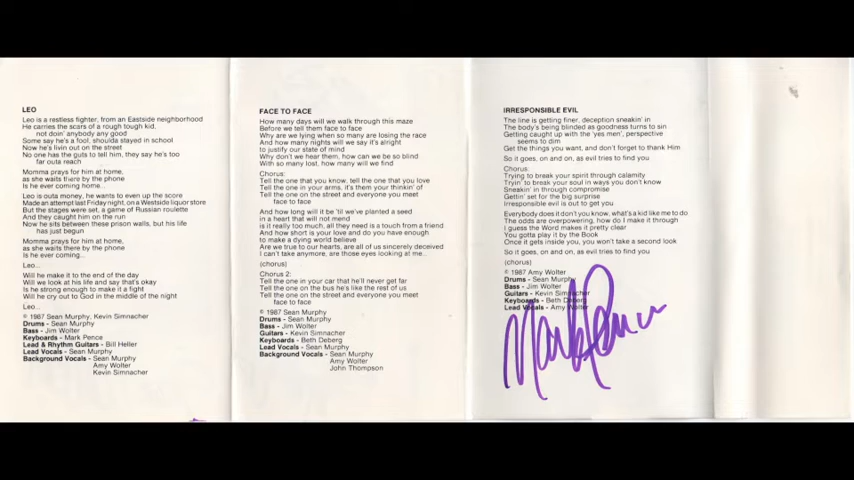 LEO
Leo is a restless fighter, from an Eastside neighborhood
He carries the scars of a rough tough kid,
not doin' anybody any good
Some say he's a fool, shoulda stayed in school
Now he's livin out on the street
No one has the guts to tell him, they say he's too
far outa reach
Momma prays for him at home,
as she waits there by the phone
Is he ever coming home...
Leo is outa money, he wants to even up the score
Made an attempt last Friday night, on a Westside liquor store
But the stages were set, a game of Russian roulette
And they caught him on the run
Now he sits between these prison walls, but his life
has just begun
Momma prays for him at home,
as she waits there by the phone
Is he ever coming...
Leo...
Will he make it to the end of the day
Will we look at his life and say that's okay
Is he strong enough to make it a fight
Will he cry out to God in the middle of the night
Leo...
© 1987 Sean Murphy, Kevin Simnacher
Drums - Sean Murphy
Bass - Jim Wolter
Keyboards - Mark Pence
Lead & Rhythm Guitars - Bill Heller
Lead Vocals - Sean Murphy
Background Vocals - Sean Murphy
Amy Wolter
Kevin Simnacher
FACE TO FACE
How many days will we walk through this maze
Before we tell them face to face
Why are we lying when so many are losing the race
And how many nights will we say it's alright
to justify our state of mind
Why don't we hear them, how can we be so blind
With so many lost, how many will we find
Chorus:
Tell the one that you know, tell the one that you love
Tell the one in your arms, it's them your thinkin' of
Tell the one on the street and everyone you meet
face to face
And how long will it be 'til we've planted a seed
in a heart that will not mend
is it really too much, all they need is a touch from a friend
And how short is your love and do you have enough
to make a dying world believe
Are we true to our hearts, are all of us sincerely deceived
I can't take anymore, are those eyes looking at me..
(chorus)
Chorus 2:
Tell the one in your car that he'll never get far
Tell the one on the bus he's like the rest of us
Tell the one on the street and everyone you meet
face to face
© 1987 Sean Murphy
Drums - Sean Murphy
Bass - Jim Wolter
Guitars - Kevin Simnacher
Keyboards - Beth Deberg
Lead Vocals - Sean Murphy
Background Vocals - Sean Murphy
Amy Wolter
John Thompson
IRRESPONSIBLE EVIL
The line is getting finer, deception sneakin' in
The body's being blinded as goodness turns to sin
Getting caught up with the 'yes men', perspective
seems to dim
Get the things you want, and don't forget to thank Him
So it goes, on and on, as evil tries to find you
Chorus:
Trying to break your spirit through calamity
Tryin' to break your soul in ways you don't know
Sneakin' in through compromise
Gettin' set for the big surprise
Irresponsible evil is out to get you
Everybody does it don't you know, what's a kid like me to do
The odds are overpowering, how do I make it through
I guess the Word makes it pretty clear
You gotta play it by the Book
Once it gets inside you, you won't take a second look
So it goes, on and on, as evil tries to find you
(chorus)
© 1987 Amy Wolter
Drums - Sean Murphy
Bass - Jim Wolter
Guitars - Kevin Simnacher
Keyboards - Beth Deberg
Lead Vocals - Amy Wolter
Mark Pence